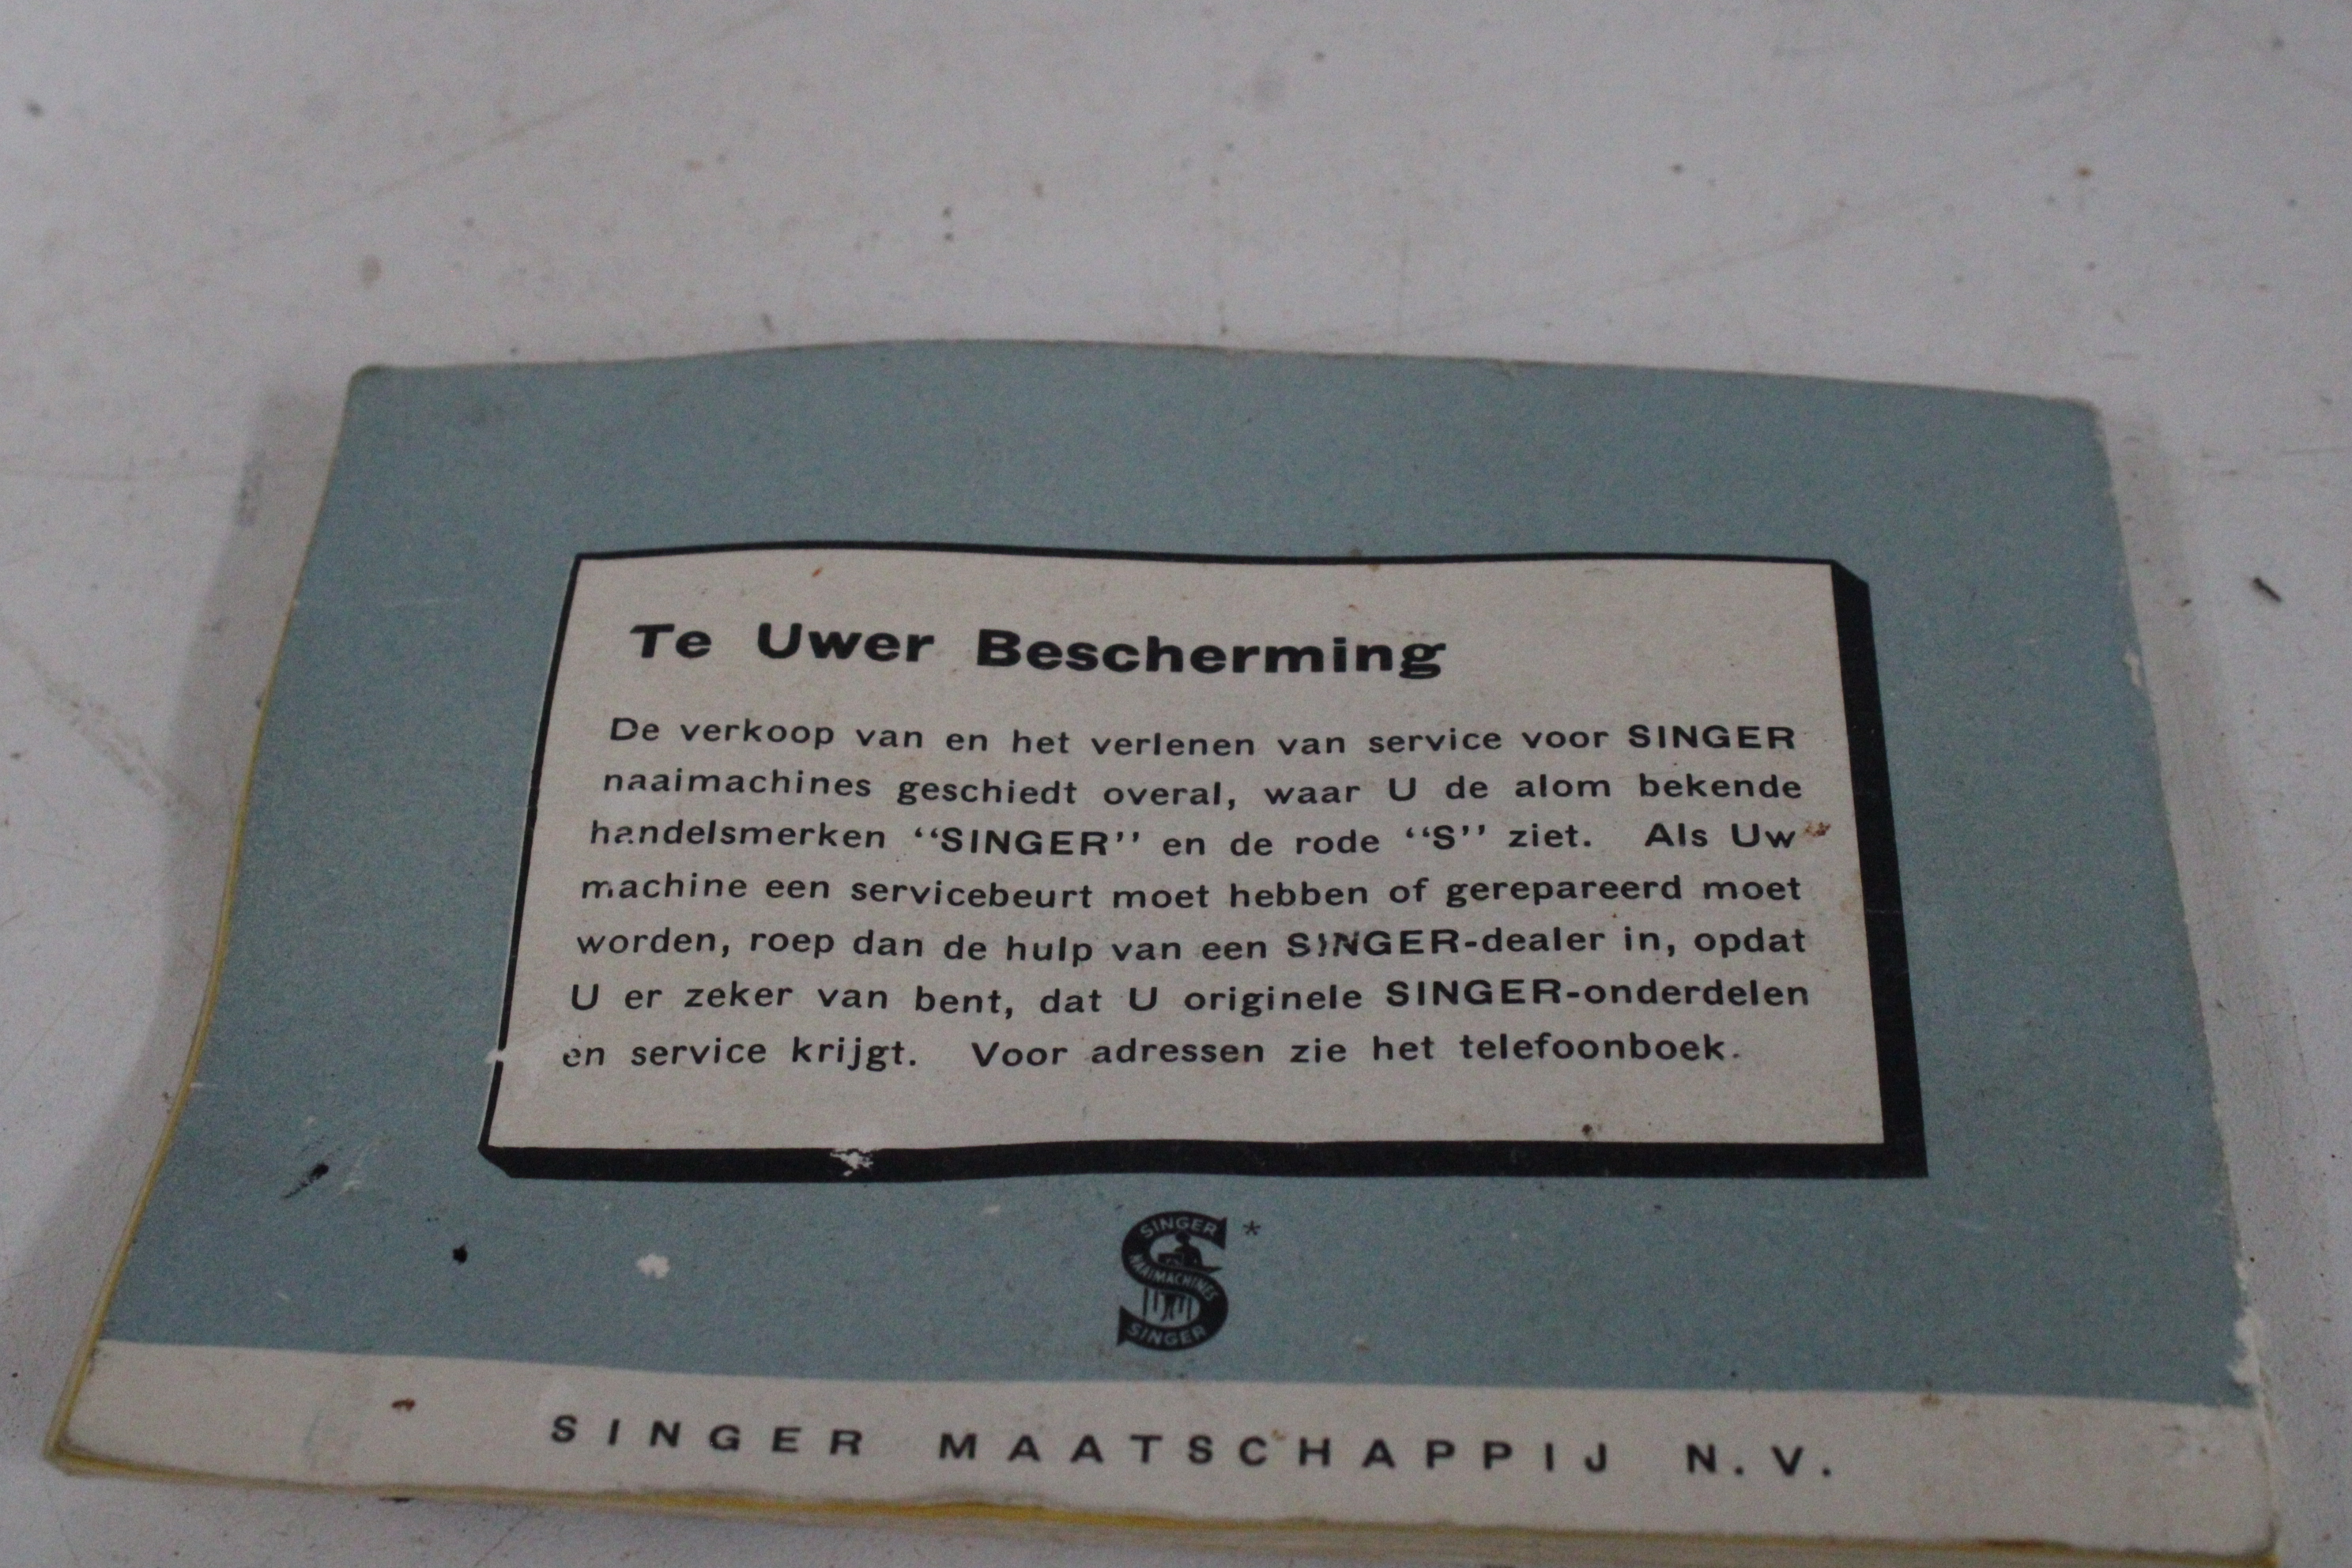 Te Uwer Bescherming
De verkoop van en het verlenen van service voor SINGER
naaimachines geschiedt overal, waar U de alom bekende
handelsmerken “SINGER” en de rode “S” ziet. Als Uw
machine een servicebeurt moet hebben of gerepareerd moet
worden, roep dan de hulp van een SINGER-dealer in, opdat
U er zeker van bent, dat U originele SINGER-onderdelen
en service krijgt. Voor adressen zie het telefoonboek.
SINGER *
NAAIMACHINES
SINGER
SINGER MAATSCHAPPIJ N.V.